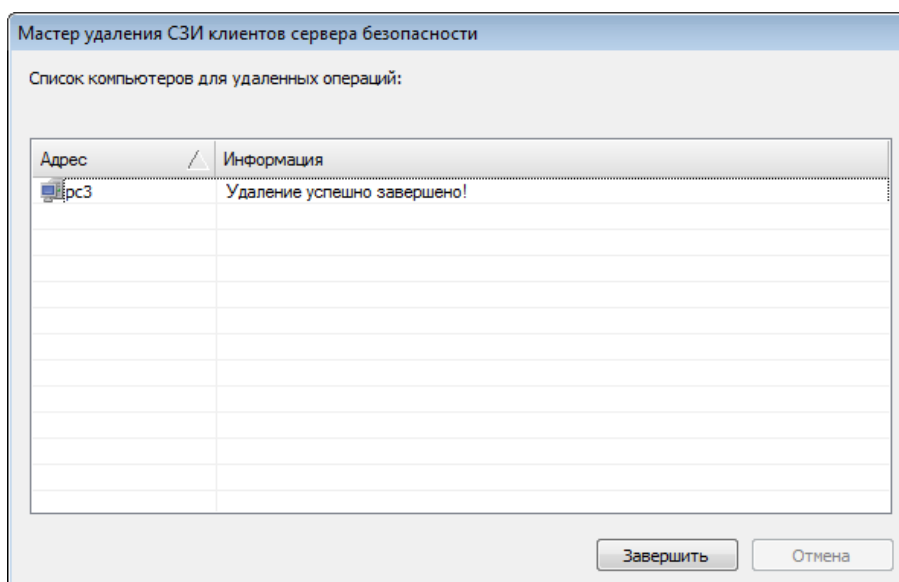 Мастер удаления СЗИ клиентов сервера безопасности
Список компьютеров для удаленных операций:
Адрес Информация
pc3 Удаление успешно завершено!
Завершить Отмена